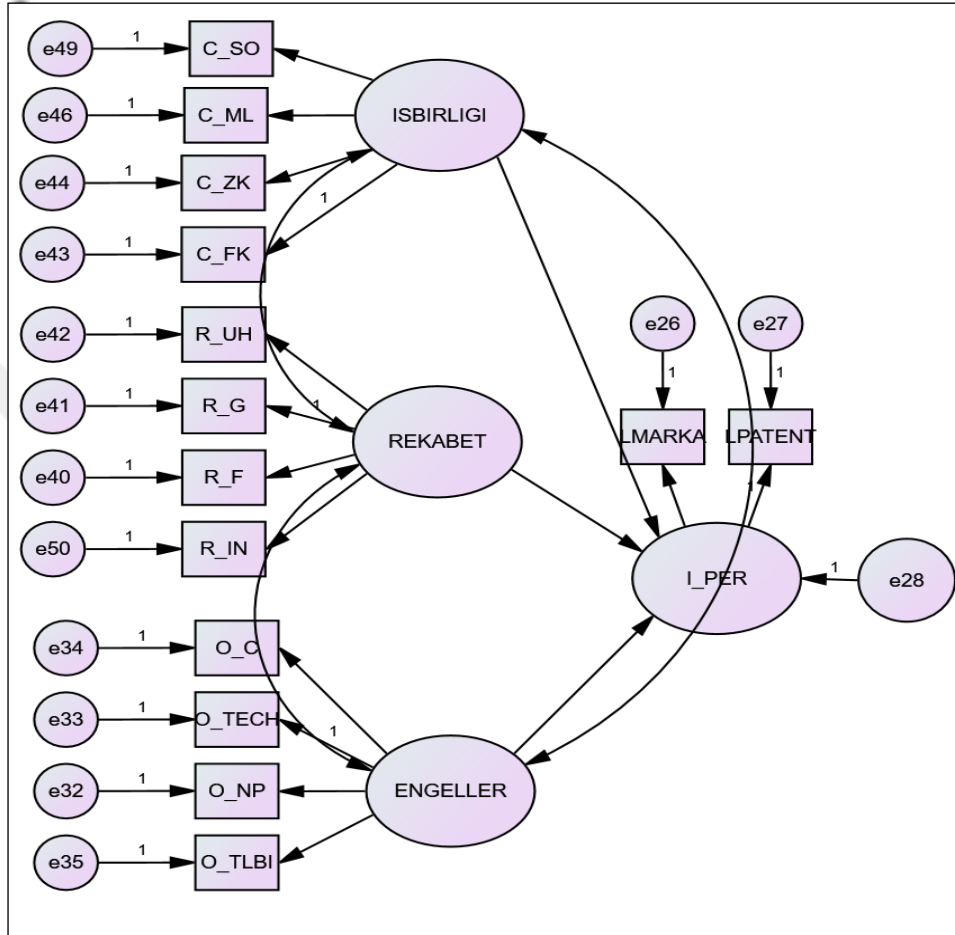 e49 1 C_SO
ISBIRLIGI
e46 1 C_ML
e44 1 C_ZK
1
e43 1 C_FK
e42 1 R_UH
e26 e27
1 1
e41 1 R_G 1
REKABET
LMARKA LPATENT
e40 1 R_F
1
e50 1 R_IN
I_PER 1 e28
e34 1 O_C
e33 1 O_TECH 1
e32 1 O_NP
ENGELLER
e35 1 O_TLBI